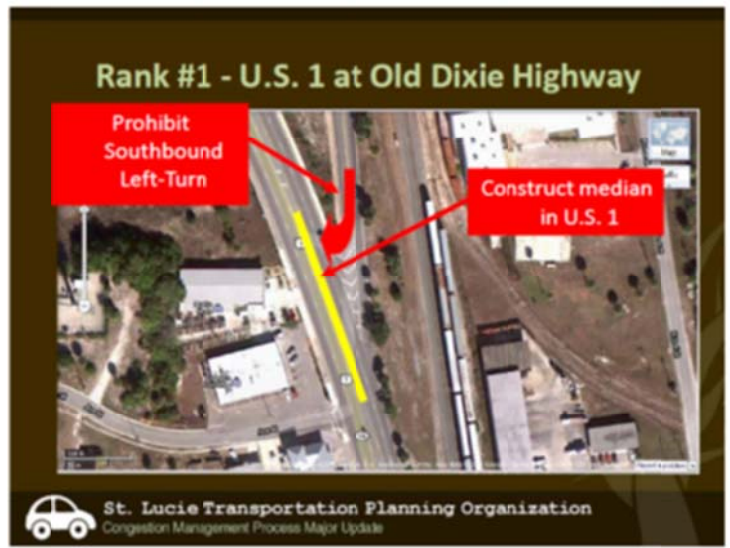 Rank #1 - U.S. 1 at Old Dixie Highway
Prohibit
Southbound
Left-Turn
Construct median
in U.S. 1
Map
St. Lucie Transportation Planning Organization
Congestion Management Process Major Update